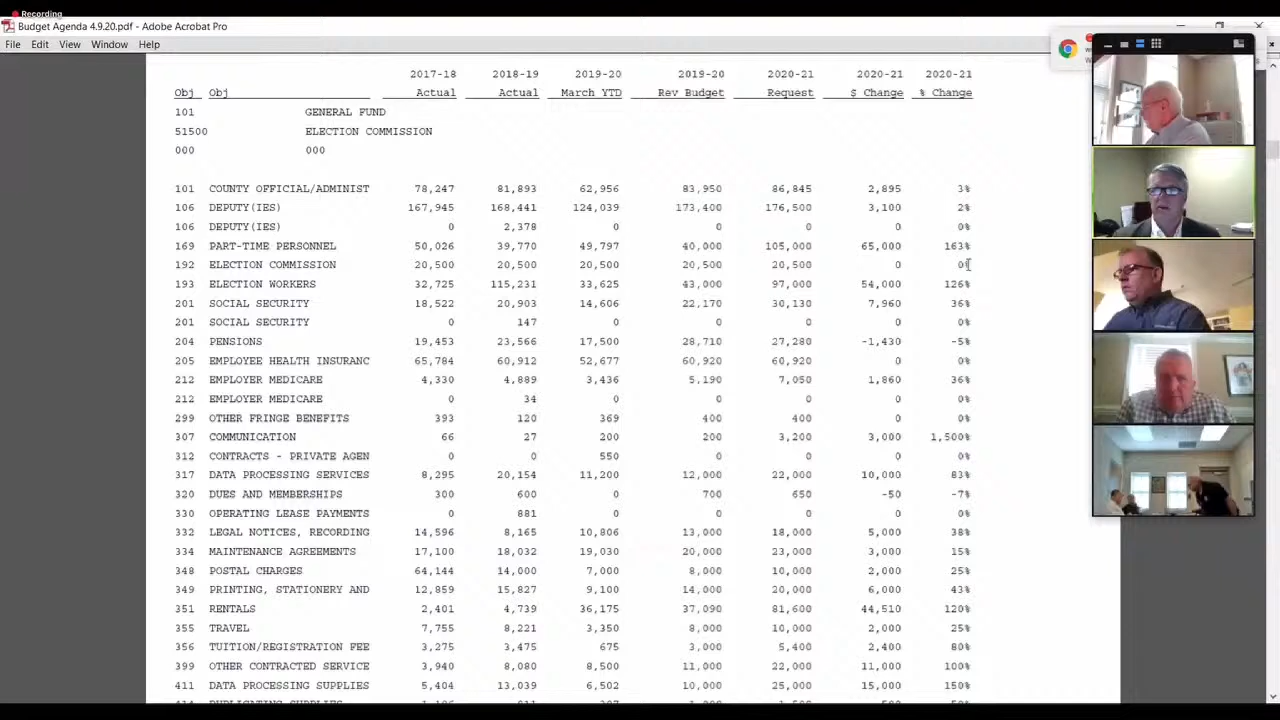 Recording
Budget Agenda 4.9.20.pdf - Adobe Acrobat Pro
File Edit View Window Help
2017-18 2018-19 2019-20 2019-20 2020-21 2020-21 2020-21
Obj Obj Actual Actual March YTD Rev Budget Request $ Change % Change
101 GENERAL FUND
51500 ELECTION COMMISSION
000 000
101 COUNTY OFFICIAL/ADMINIST 78,247 81,893 62,956 83,950 86,845 2,895 3%
106 DEPUTY(IES) 167,945 168,441 124,039 173,400 176,500 3,100 2%
106 DEPUTY(IES) 0 2,378 0 0 0 0 0%
169 PART-TIME PERSONNEL 50,026 39,770 49,797 40,000 105,000 65,000 163%
192 ELECTION COMMISSION 20,500 20,500 20,500 20,500 20,500 0 0%
193 ELECTION WORKERS 32,725 115,231 33,625 43,000 97,000 54,000 126%
201 SOCIAL SECURITY 18,522 20,903 14,606 22,170 30,130 7,960 36%
201 SOCIAL SECURITY 0 147 0 0 0 0 0%
204 PENSIONS 19,453 23,566 17,500 28,710 27,280 -1,430 -5%
205 EMPLOYEE HEALTH INSURANC 65,784 60,912 52,677 60,920 60,920 0 0%
212 EMPLOYER MEDICARE 4,330 4,889 3,436 5,190 7,050 1,860 36%
212 EMPLOYER MEDICARE 0 34 0 0 0 0 0%
299 OTHER FRINGE BENEFITS 393 120 369 400 400 0 0%
307 COMMUNICATION 66 27 200 200 3,200 3,000 1,500%
312 CONTRACTS - PRIVATE AGEN 0 0 550 0 0 0 0%
317 DATA PROCESSING SERVICES 8,295 20,154 11,200 12,000 22,000 10,000 83%
320 DUES AND MEMBERSHIPS 300 600 0 700 650 -50 -7%
330 OPERATING LEASE PAYMENTS 0 881 0 0 0 0 0%
332 LEGAL NOTICES, RECORDING 14,596 8,165 10,806 13,000 18,000 5,000 38%
334 MAINTENANCE AGREEMENTS 17,100 18,032 19,030 20,000 23,000 3,000 15%
348 POSTAL CHARGES 64,144 14,000 7,000 8,000 10,000 2,000 25%
349 PRINTING, STATIONERY AND 12,859 15,827 9,100 14,000 20,000 6,000 43%
351 RENTALS 2,401 4,739 36,175 37,090 81,600 44,510 120%
355 TRAVEL 7,755 8,221 3,350 8,000 10,000 2,000 25%
356 TUITION/REGISTRATION FEE 3,275 3,475 675 3,000 5,400 2,400 80%
399 OTHER CONTRACTED SERVICE 3,940 8,080 8,500 11,000 22,000 11,000 100%
411 DATA PROCESSING SUPPLIES 5,404 13,039 6,502 10,000 25,000 15,000 150%